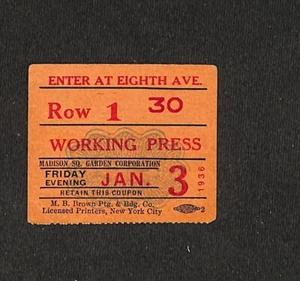 ENTER AT EIGHTH AVE.
Row 1 30
WORKING PRESS
MADISON SQ. GARDEN CORPORATION
FRIDAY EVENING JAN. 3 1936
RETAIN THIS COUPON
M. B. Brown Ptg. & Bdg. Co.
Licensed Printers, New York City
2